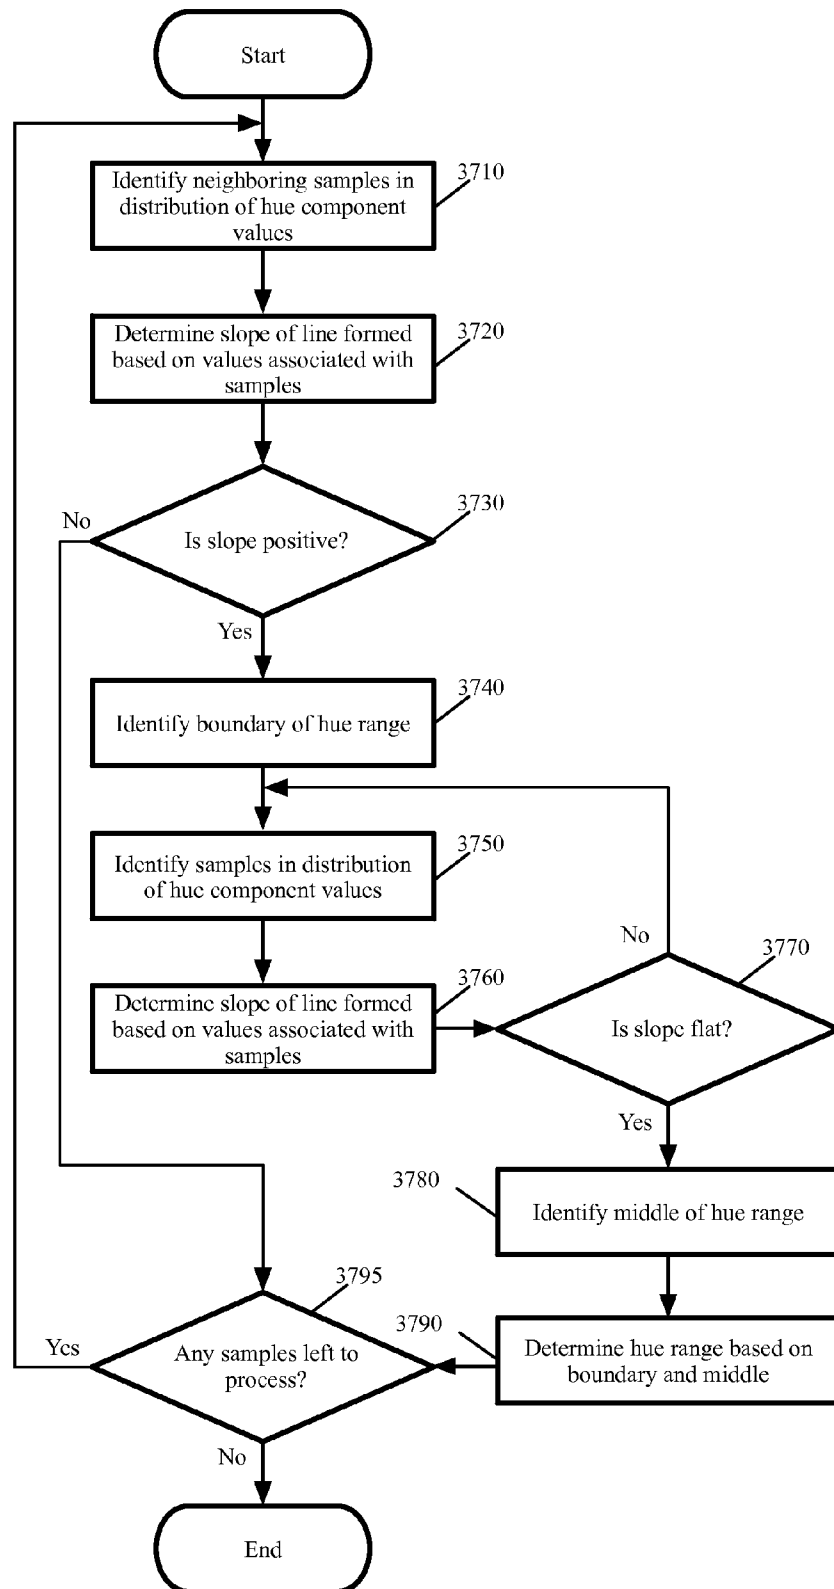 Start
3710
Identify neighboring samples in
distribution of hue component
values
3720
Determine slope of line formed
based on values associated with
samples
3730
No
Is slope positive?
Yes
3740
Identify boundary of hue range
3750
Identify samples in distribution
of hue component values
No
3770
3760
Determine slope of line formed
based on values associated with
samples
Is slope flat?
Yes
3780
Identify middle of hue range
3795
3790
Yes
Any samples left to
process?
Determine hue range based on
boundary and middle
No
End